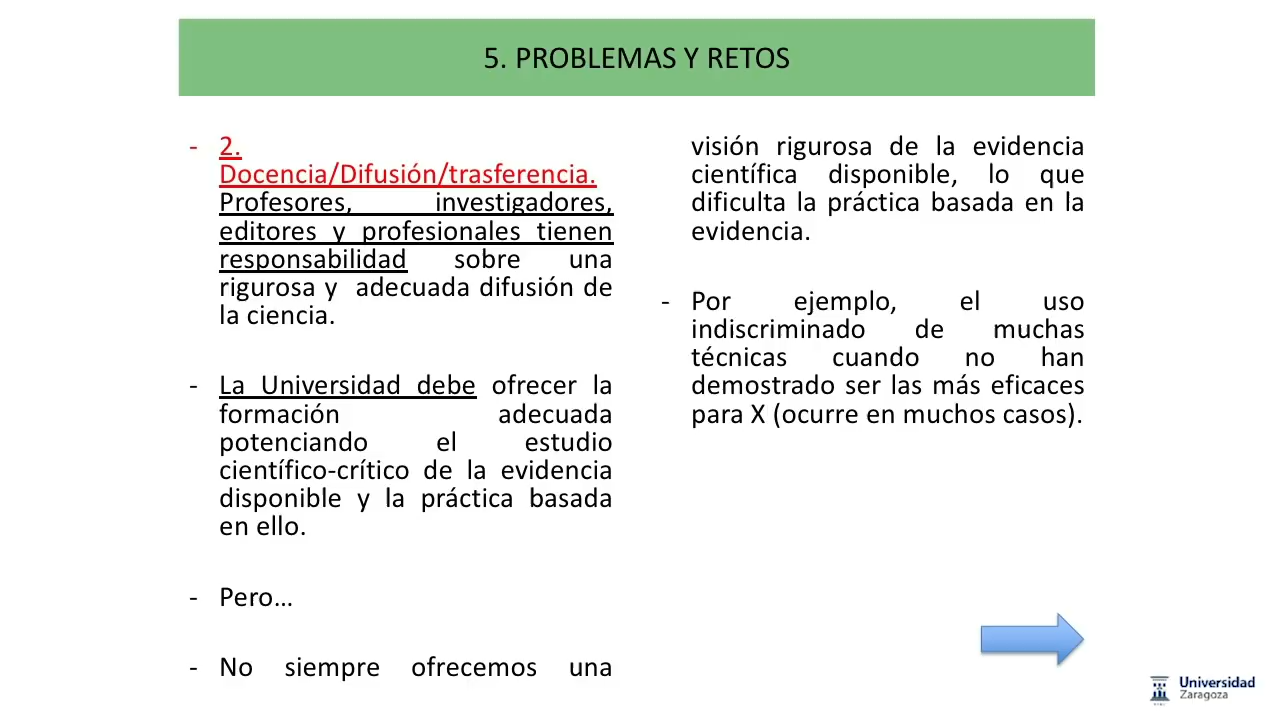 5. PROBLEMAS Y RETOS
- 2.
Docencia/Difusión/trasferencia.
Profesores, investigadores,
editores y profesionales tienen
responsabilidad sobre una
rigurosa y adecuada difusión de
la ciencia.
- La Universidad debe ofrecer la
formación adecuada
potenciando el estudio
científico-crítico de la evidencia
disponible y la práctica basada
en ello.
- Pero…
- No siempre ofrecemos una
visión rigurosa de la evidencia
científica disponible, lo que
dificulta la práctica basada en la
evidencia.
- Por ejemplo, el uso
indiscriminado de muchas
técnicas cuando no han
demostrado ser las más eficaces
para X (ocurre en muchos casos).
Universidad
Zaragoza